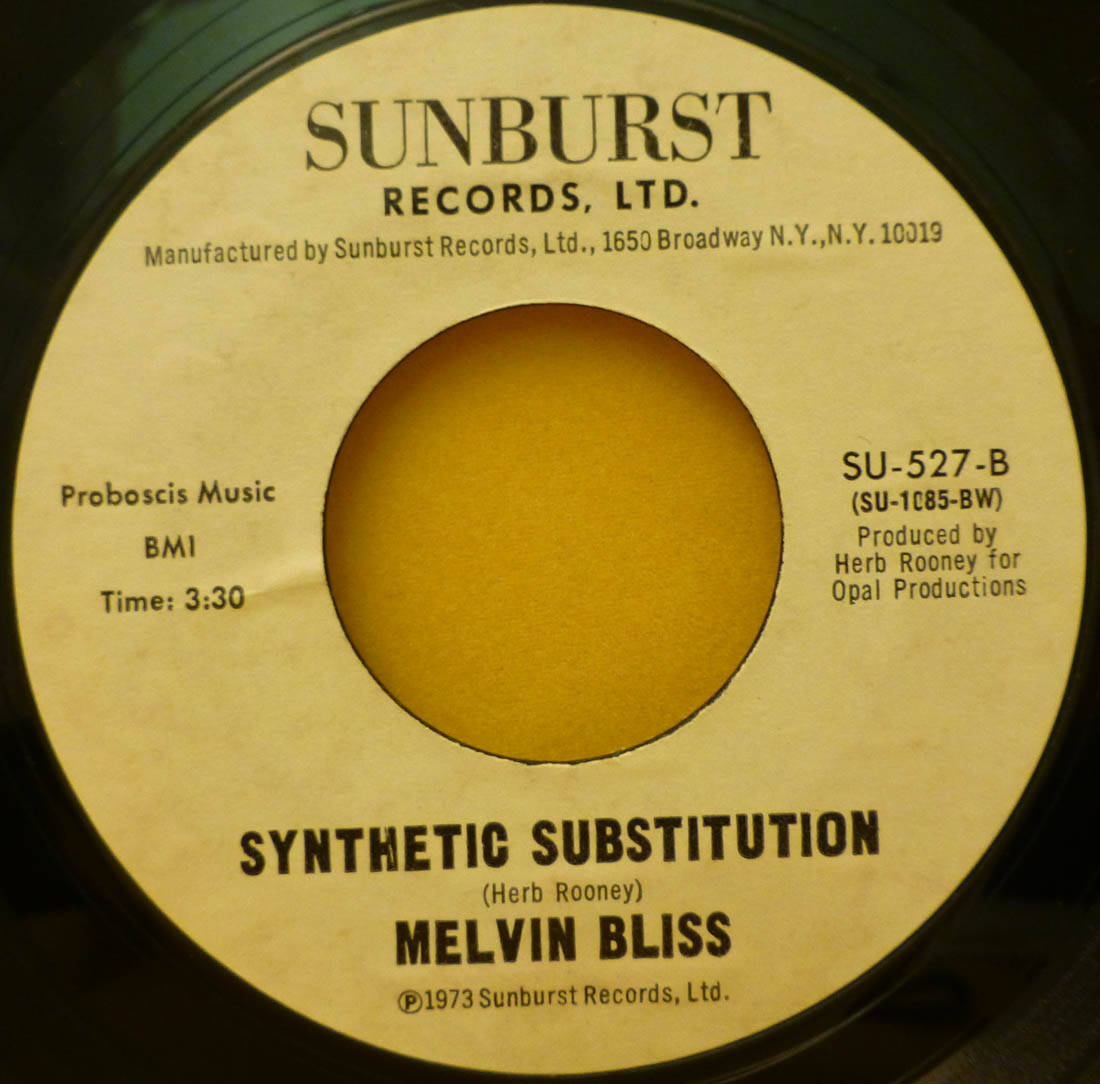 SUNBURST
RECORDS, LTD.
Manufactured by Sunburst Records, Ltd., 1650 Broadway N.Y.,N.Y. 10019
Proboscis Music
BMI
Time: 3:30
SU-527-B
(SU-1085-BW)
Produced by
Herb Rooney for
Opal Productions
SYNTHETIC SUBSTITUTION
(Herb Rooney)
MELVIN BLISS
Ⓟ1973 Sunburst Records, Ltd.